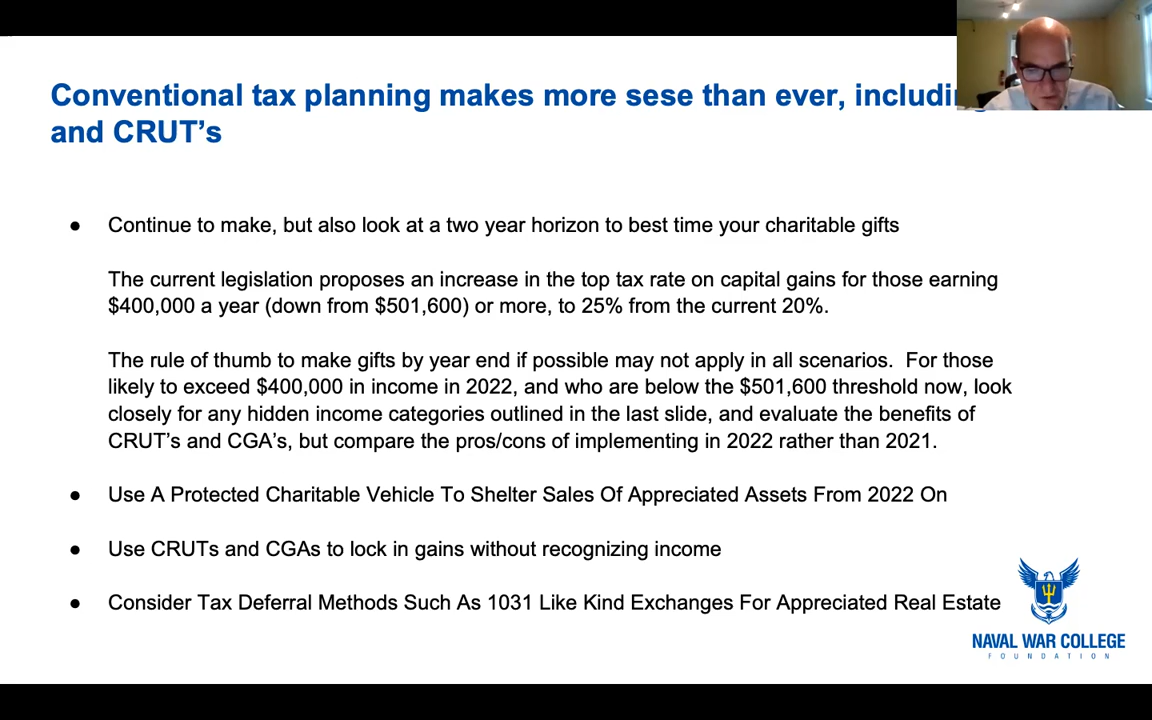 Conventional tax planning makes more sese than ever,
and CRUT’s
● Continue to make, but also look at a two year horizon to best time your charitable gifts
The current legislation proposes an increase in the top tax rate on capital gains for those earning
$400,000 a year (down from $501,600) or more, to 25% from the current 20%.
The rule of thumb to make gifts by year end if possible may not apply in all scenarios.  For those
likely to exceed $400,000 in income in 2022, and who are below the $501,600 threshold now, look
closely for any hidden income categories outlined in the last slide, and evaluate the benefits of
CRUT’s and CGA’s, but compare the pros/cons of implementing in 2022 rather than 2021.
● Use A Protected Charitable Vehicle To Shelter Sales Of Appreciated Assets From 2022 On
● Use CRUTs and CGAs to lock in gains without recognizing income
● Consider Tax Deferral Methods Such As 1031 Like Kind Exchanges For Appreciated Real Estate
NAVAL WAR COLLEGE
FOUNDATION